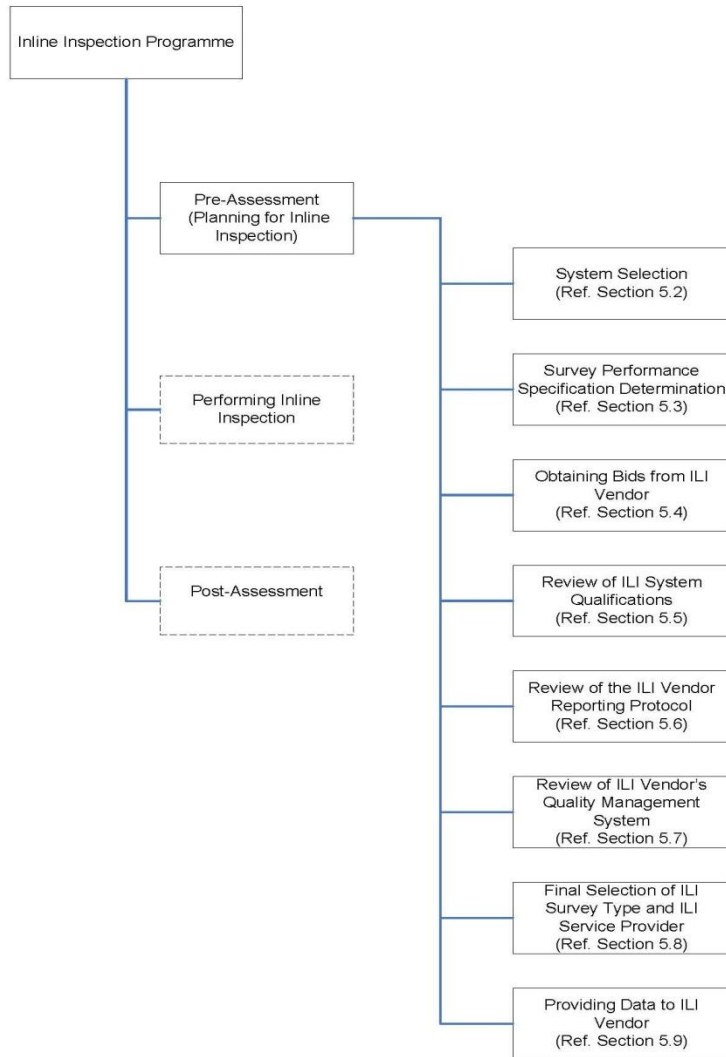 Inline Inspection Programme
Pre-Assessment
(Planning for Inline
Inspection)
System Selection
(Ref. Section 5.2)
Survey Performance
Specification Determination
(Ref. Section 5.3)
Performing Inline
Inspection
Obtaining Bids from ILI
Vendor
(Ref. Section 5.4)
Post-Assessment
Review of ILI System
Qualifications
(Ref. Section 5.5)
Review of the ILI Vendor
Reporting Protocol
(Ref. Section 5.6)
Review of ILI Vendor's
Quality Management
System
(Ref. Section 5.7)
Final Selection of ILI
Survey Type and ILI
Service Provider
(Ref. Section 5.8)
Providing Data to ILI
Vendor
(Ref. Section 5.9)